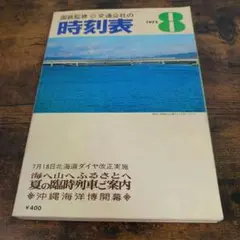 国鉄監修 交通公社の
時刻表
1975
8
7月18日北海道ダイヤ改正実施
海へ山へふるさとへ
夏の臨時列車ご案内
◆沖縄海洋博開幕◆
¥400